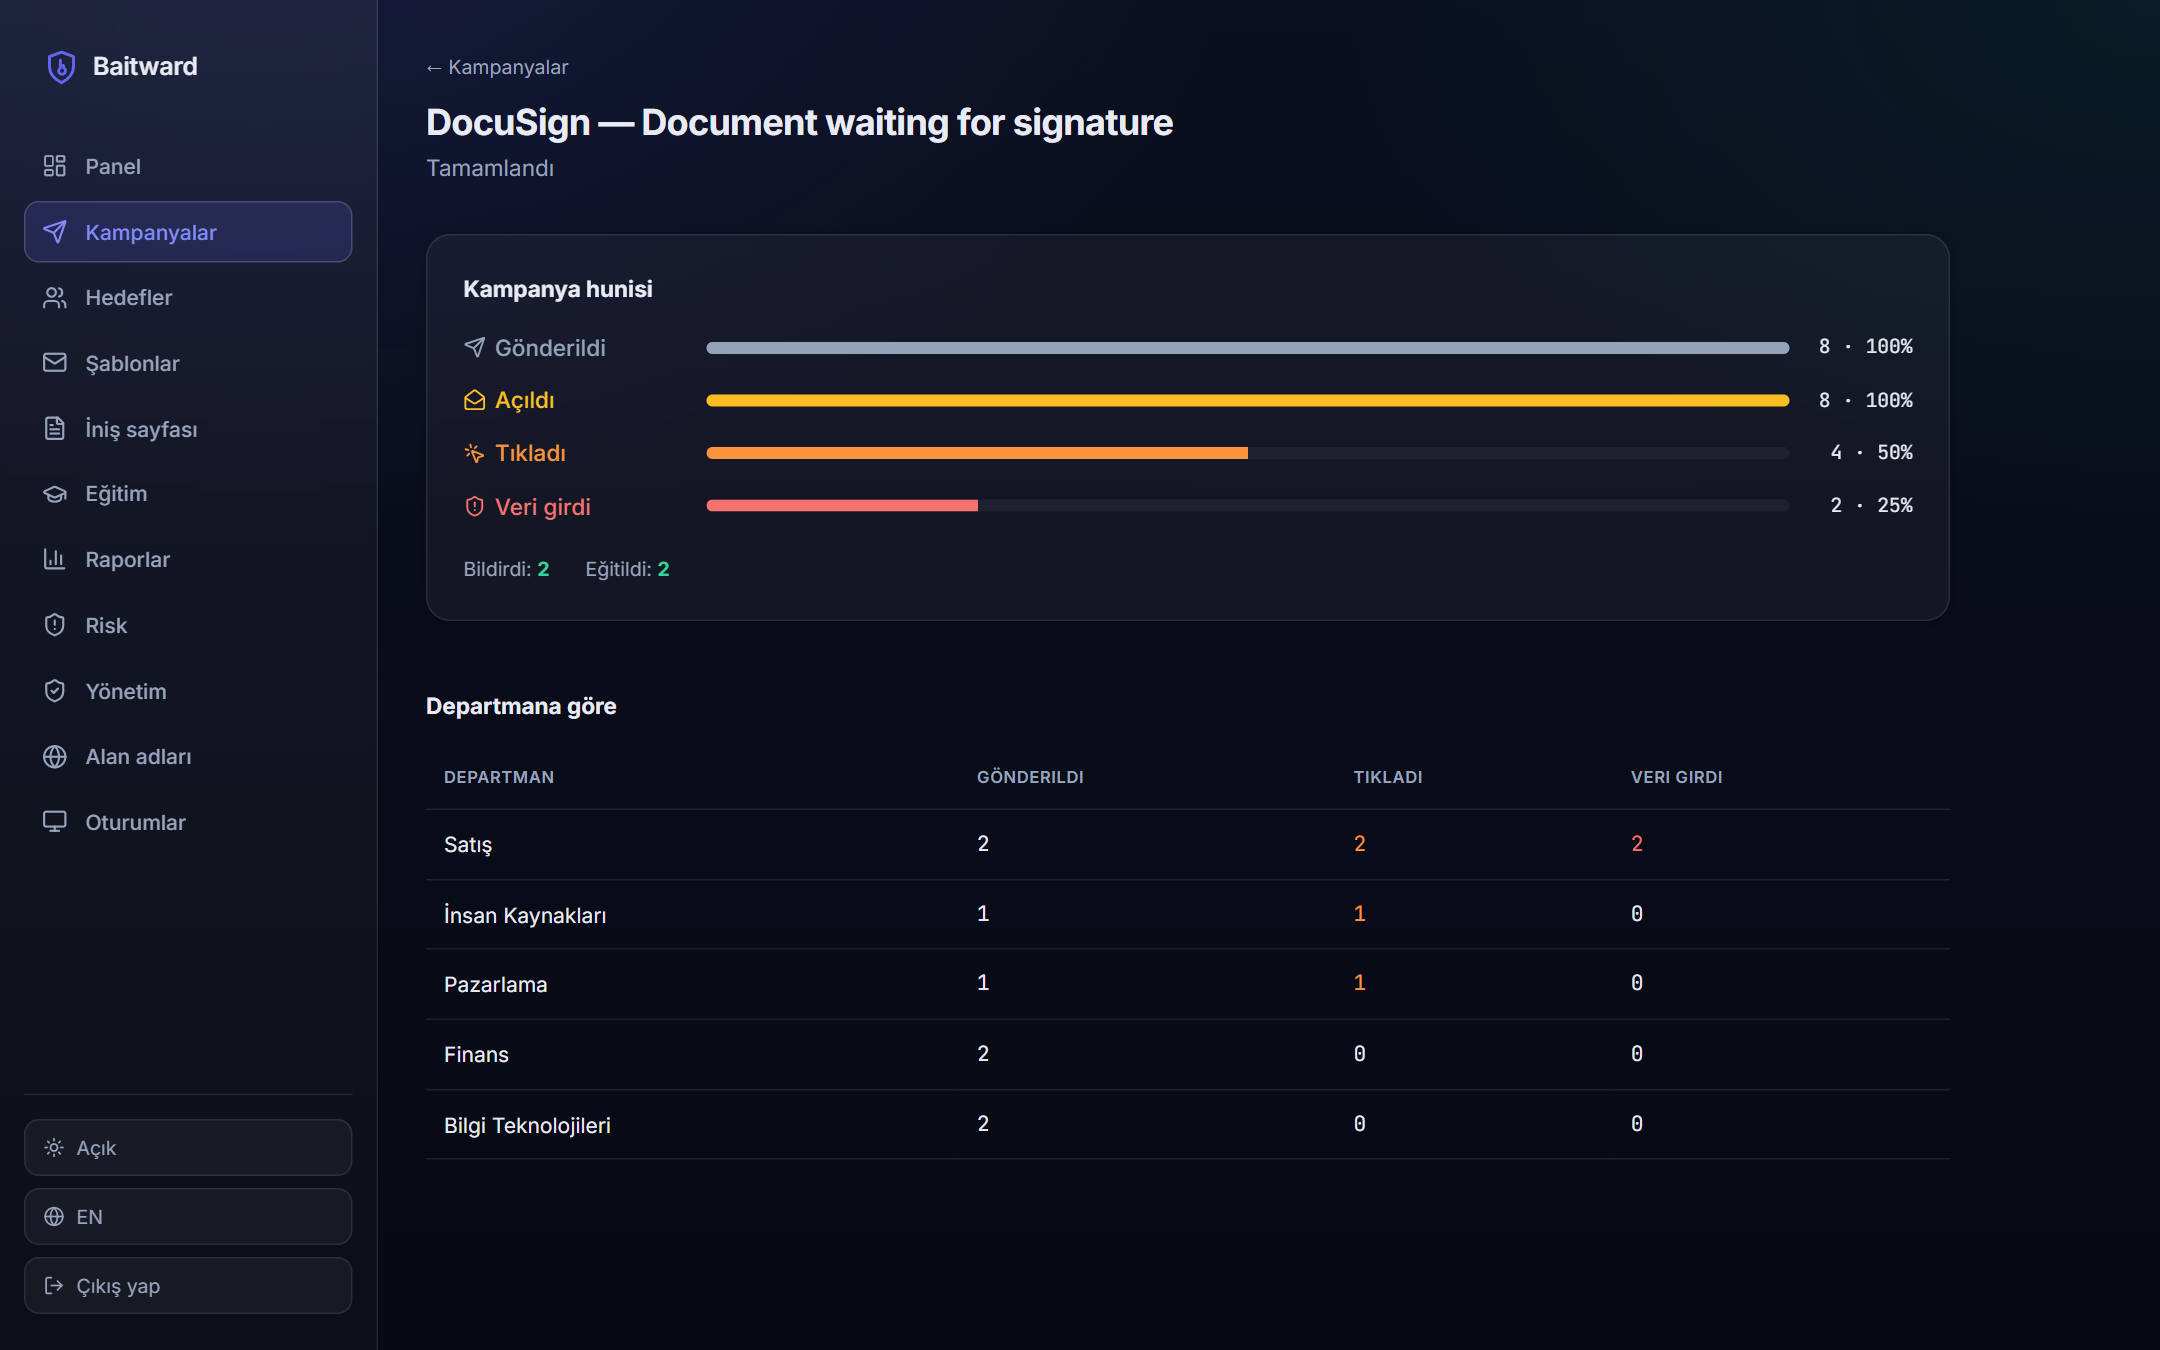 Baitward
Panel
Kampanyalar
Hedefler
Şablonlar
İniş sayfası
Eğitim
Raporlar
Risk
Yönetim
Alan adları
Oturumlar
Açık
EN
Çıkış yap
← Kampanyalar
DocuSign — Document waiting for signature
Tamamlandı
Kampanya hunisi
Gönderildi 8 · 100%
Açıldı 8 · 100%
Tıkladı 4 · 50%
Veri girdi 2 · 25%
Bildirdi: 2 Eğitildi: 2
Departmana göre
DEPARTMAN GÖNDERILDI TIKLADI VERI GIRDI
Satış 2 2 2
İnsan Kaynakları 1 1 0
Pazarlama 1 1 0
Finans 2 0 0
Bilgi Teknolojileri 2 0 0